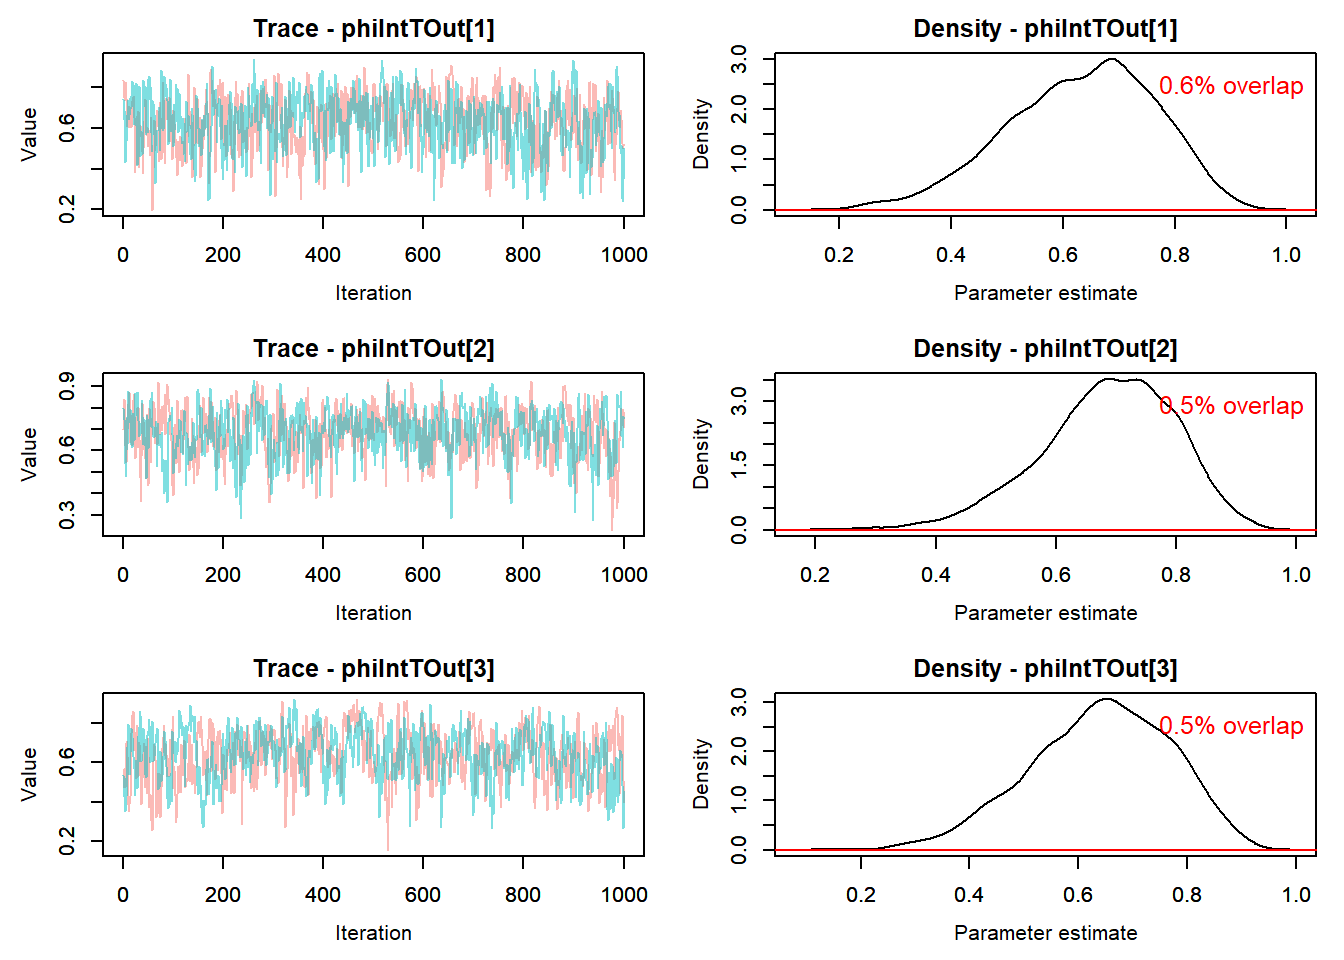 Trace - phiIntTOut[1]
Value
0.2 0.6
0 200 400 600 800 1000
Iteration
Density - phiIntTOut[1]
Density
0.0 1.0 2.0 3.0
0.6% overlap
0.2 0.4 0.6 0.8 1.0
Parameter estimate
Trace - phiIntTOut[2]
Value
0.3 0.6 0.9
0 200 400 600 800 1000
Iteration
Density - phiIntTOut[2]
Density
0.0 1.5 3.0
0.5% overlap
0.2 0.4 0.6 0.8 1.0
Parameter estimate
Trace - phiIntTOut[3]
Value
0.2 0.6
0 200 400 600 800 1000
Iteration
Density - phiIntTOut[3]
Density
0.0 1.0 2.0 3.0
0.5% overlap
0.2 0.4 0.6 0.8 1.0
Parameter estimate